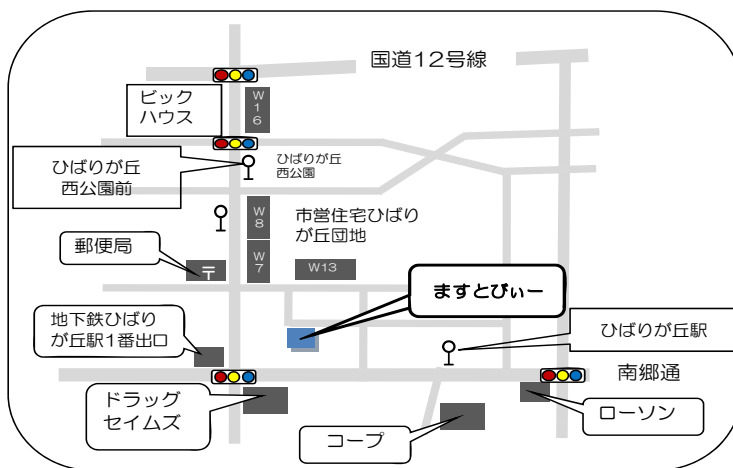 国道12号線
ビック
ハウス
W16
ひばりが丘
西公園前
ひばりが丘
西公園
W8
市営住宅ひばり
が丘団地
郵便局
〒
W7
W13
ますとびぃー
地下鉄ひばり
が丘駅1番出口
ひばりが丘駅
南郷通
ドラッグ
セイムズ
コープ
ローソン